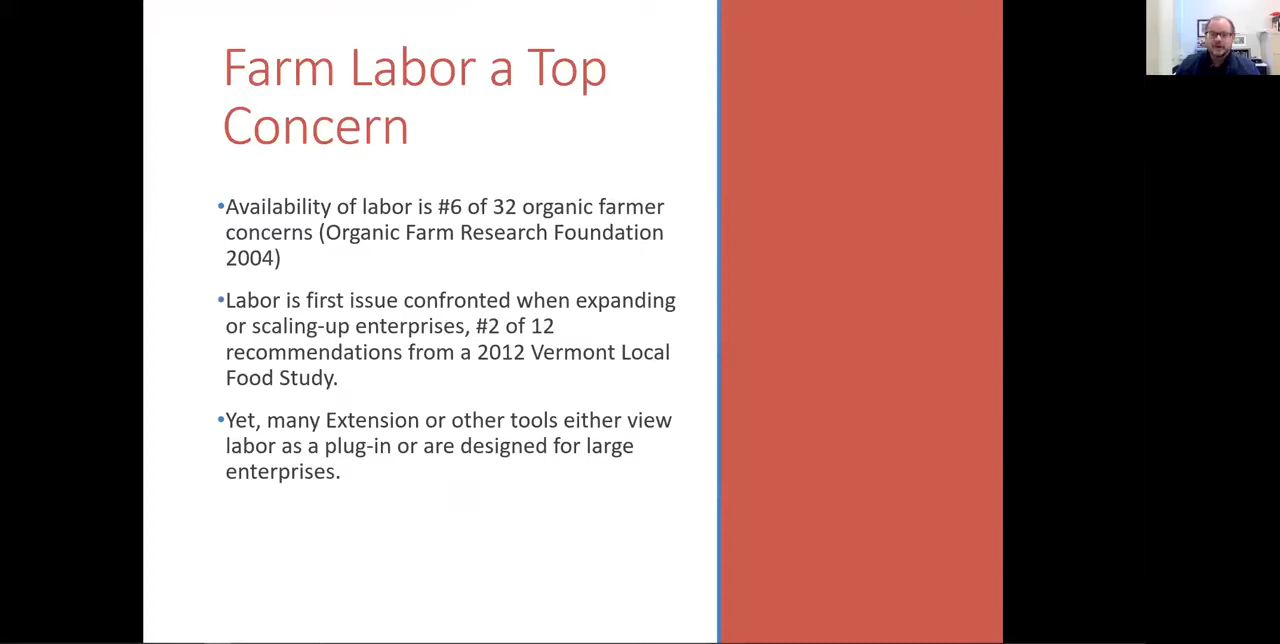 Farm Labor a Top
Concern
•Availability of labor is #6 of 32 organic farmer
concerns (Organic Farm Research Foundation
2004)
•Labor is first issue confronted when expanding
or scaling-up enterprises, #2 of 12
recommendations from a 2012 Vermont Local
Food Study.
•Yet, many Extension or other tools either view
labor as a plug-in or are designed for large
enterprises.